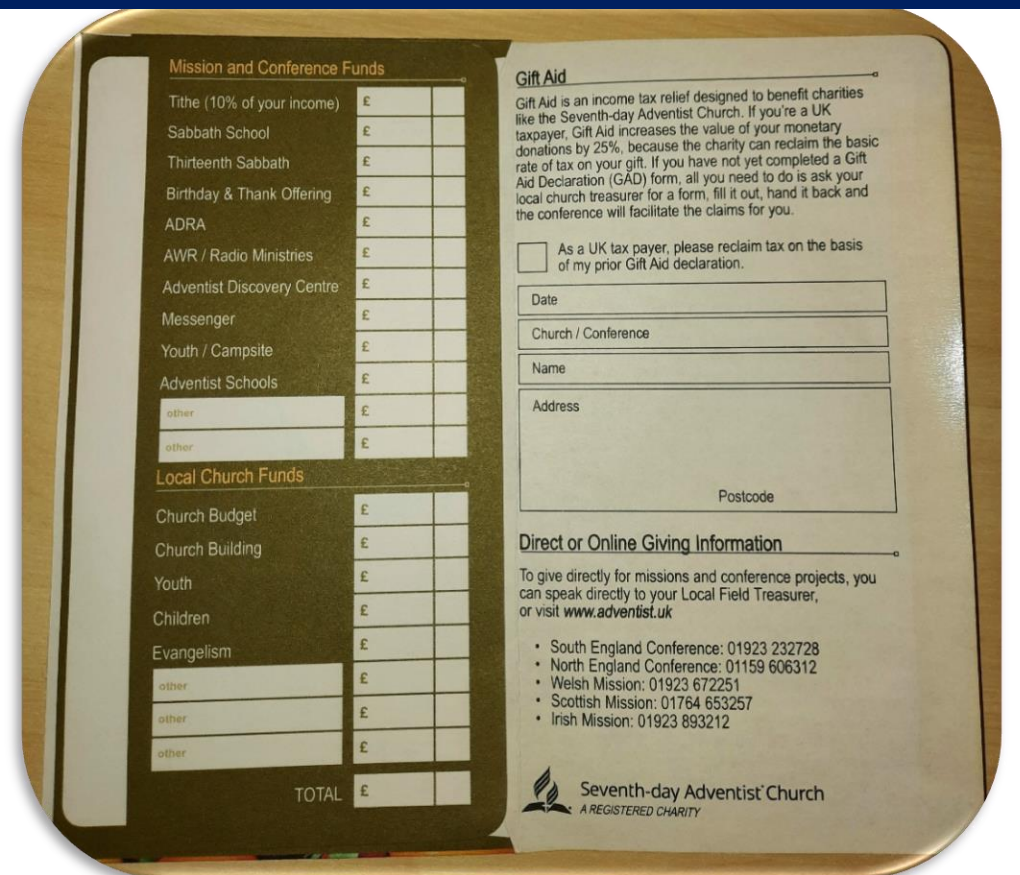 Mission and Conference Funds
Tithe (10% of your income) £
Sabbath School £
Thirteenth Sabbath £
Birthday & Thank Offering £
ADRA £
AWR / Radio Ministries £
Adventist Discovery Centre £
Messenger £
Youth / Campsite £
Adventist Schools £
other £
other £
Local Church Funds
Church Budget £
Church Building £
Youth £
Children £
Evangelism £
other £
other £
other £
TOTAL £
Gift Aid
Gift Aid is an income tax relief designed to benefit charities
like the Seventh-day Adventist Church. If you're a UK
taxpayer, Gift Aid increases the value of your monetary
donations by 25%, because the charity can reclaim the basic
rate of tax on your gift. If you have not yet completed a Gift
Aid Declaration (GAD) form, all you need to do is ask your
local church treasurer for a form, fill it out, hand it back and
the conference will facilitate the claims for you.
As a UK tax payer, please reclaim tax on the basis
of my prior Gift Aid declaration.
Date
Church / Conference
Name
Address
Postcode
Direct or Online Giving Information
To give directly for missions and conference projects, you
can speak directly to your Local Field Treasurer,
or visit www.adventist.uk
• South England Conference: 01923 232728
• North England Conference: 01159 606312
• Welsh Mission: 01923 672251
• Scottish Mission: 01764 653257
• Irish Mission: 01923 893212
Seventh-day Adventist Church
A REGISTERED CHARITY